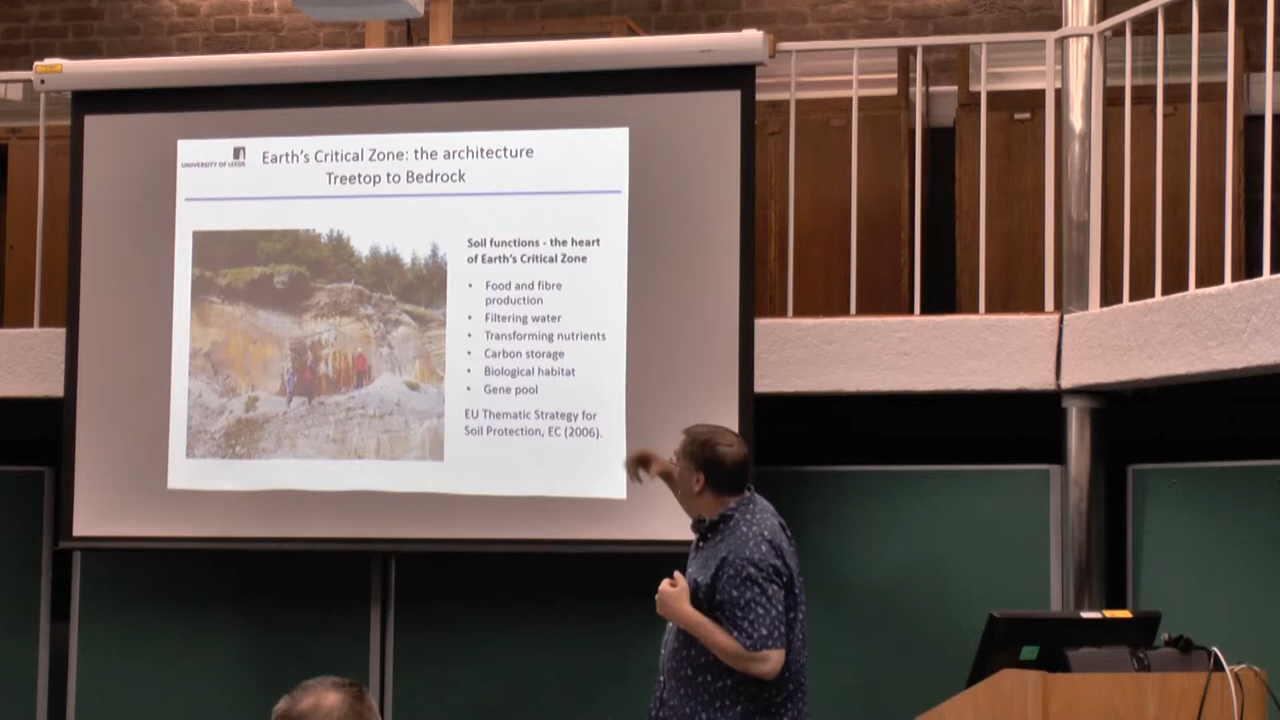 UNIVERSITY OF LEEDS
Earth's Critical Zone: the architecture
Treetop to Bedrock
Soil functions - the heart
of Earth's Critical Zone
• Food and fibre
production
• Filtering water
• Transforming nutrients
• Carbon storage
• Biological habitat
• Gene pool
EU Thematic Strategy for
Soil Protection, EC (2006).